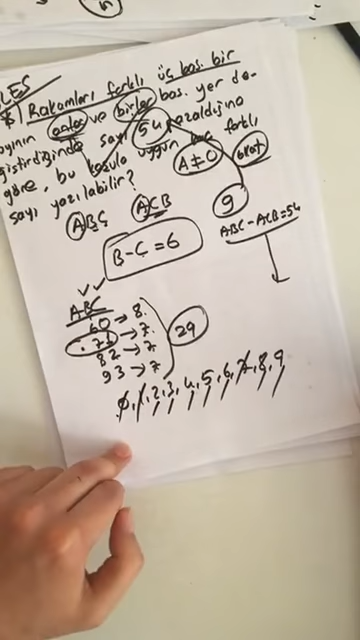 LES
Rakamları farklı üç bas. bir
sayının onlar ve birler bas. yer de-
ğiştirdiğinde sayı 54 azaldığına
göre, bu koşula uygun kaç farklı
sayı yazılabilir?
A≠0
ABC ACB
9
ABC-ACB=54
B-C=6
ABC
60→8.
.71→7.
82→7.
93→7
29
0,1,2,3,4,5,6,7,8,9